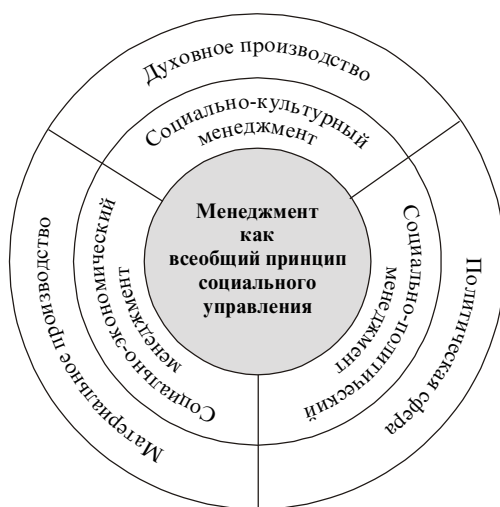 Духовное производство
Социально-культурный
менеджмент
Материальное производство
Социально-экономический
менеджмент
Менеджмент
как
всеобщий принцип
социального
управления
Социально-политический
менеджмент
Политическая сфера